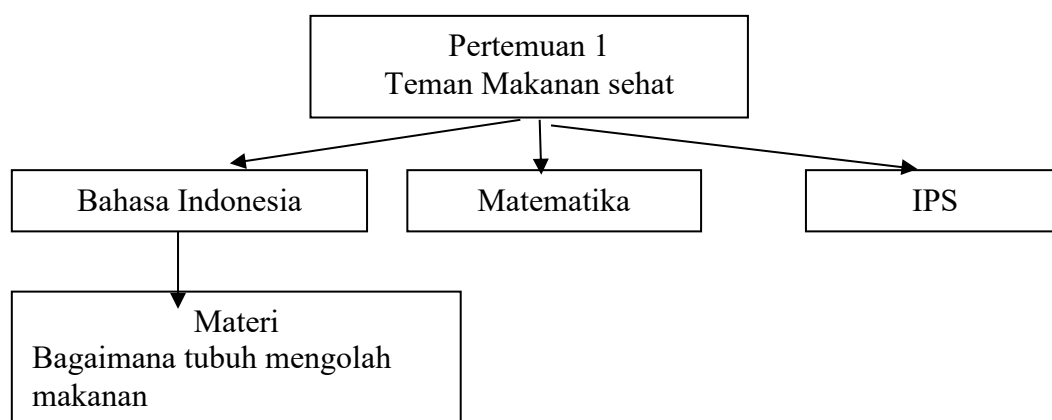 Pertemuan 1
Teman Makanan sehat
Bahasa Indonesia
Matematika
IPS
Materi
Bagaimana tubuh mengolah
makanan